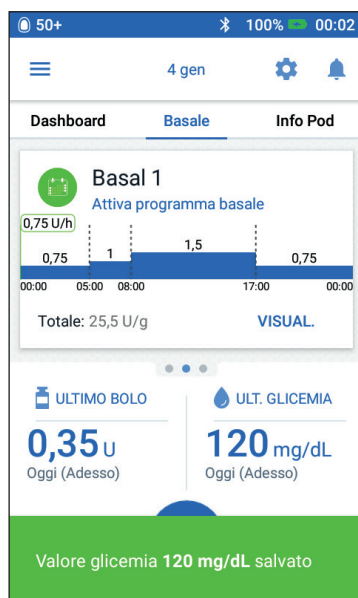 50+ 100% 00:02
4 gen
Dashboard Basale Info Pod
Basal 1
Attiva programma basale
0,75 U/h
0,75 1 1,5 0,75
00:00 05:00 08:00 17:00 00:00
Totale: 25,5 U/g VISUAL.
ULTIMO BOLO ULT. GLICEMIA
0,35 U 120 mg/dL
Oggi (Adesso) Oggi (Adesso)
Valore glicemia 120 mg/dL salvato